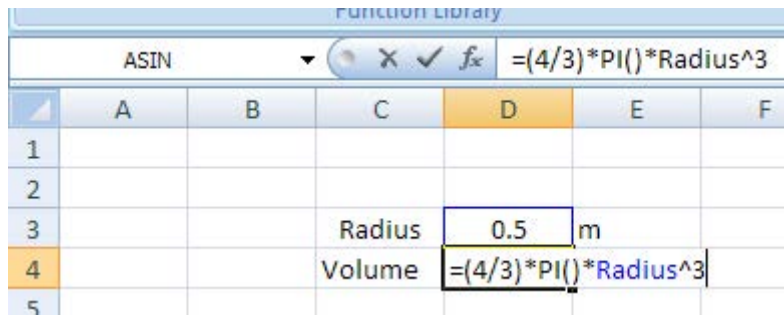 Function Library
ASIN fx =(4/3)*PI()*Radius^3
A B C D E F
1
2
3 Radius 0.5 m
4 Volume =(4/3)*PI()*Radius^3
5